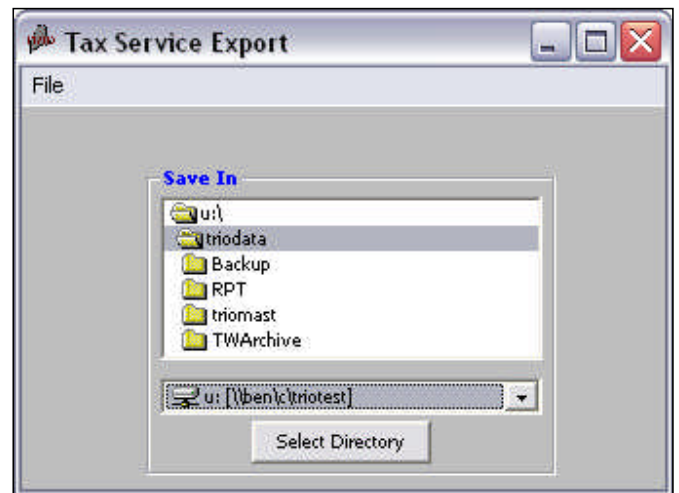 Tax Service Export
File
Save In
u:\
triodata
Backup
RPT
triomast
TWArchive
u: [\\ben\c\triotest]
Select Directory